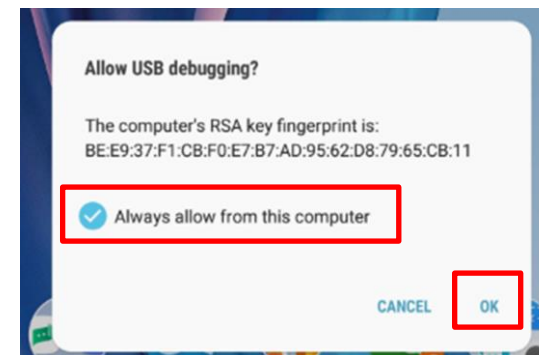 Allow USB debugging?
The computer's RSA key fingerprint is:
BE:E9:37:F1:CB:F0:E7:B7:AD:95:62:D8:79:65:CB:11
Always allow from this computer
CANCEL OK